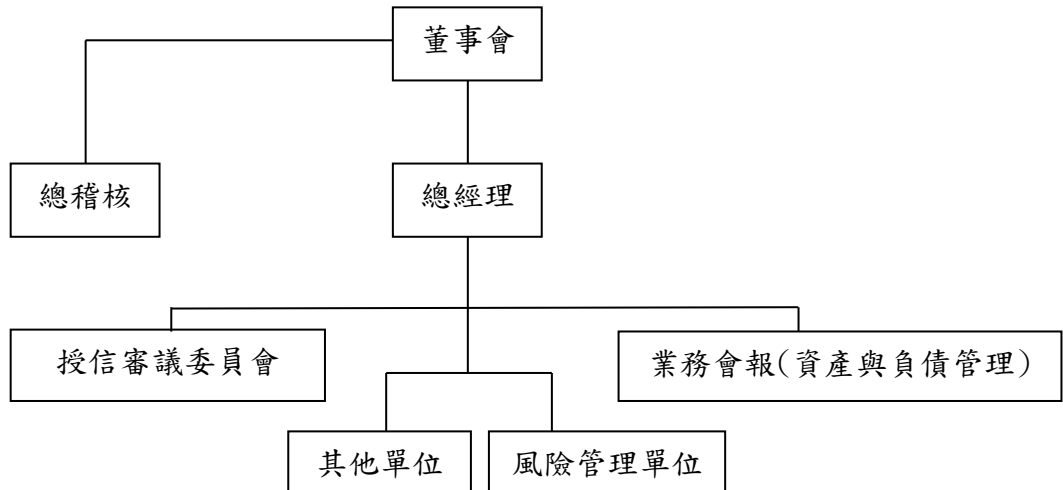 董事會
總稽核
總經理
授信審議委員會
業務會報(資產與負債管理)
其他單位
風險管理單位